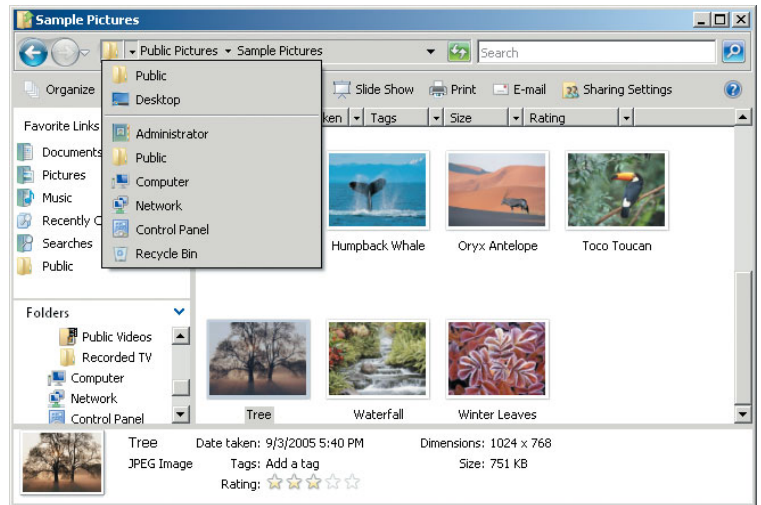 Sample Pictures
Public Pictures Sample Pictures
Search
Organize
Slide Show Print E-mail Sharing Settings
Public
Desktop
Administrator
Public
Computer
Network
Control Panel
Recycle Bin
Favorite Links
Documents
Pictures
Music
Recently C
Searches
Public
ken Tags Size Rating
Humpback Whale Oryx Antelope Toco Toucan
Tree Waterfall Winter Leaves
Folders
Public Videos
Recorded TV
Computer
Network
Control Panel
Tree Date taken: 9/3/2005 5:40 PM Dimensions: 1024 x 768
JPEG Image Tags: Add a tag Size: 751 KB
Rating: